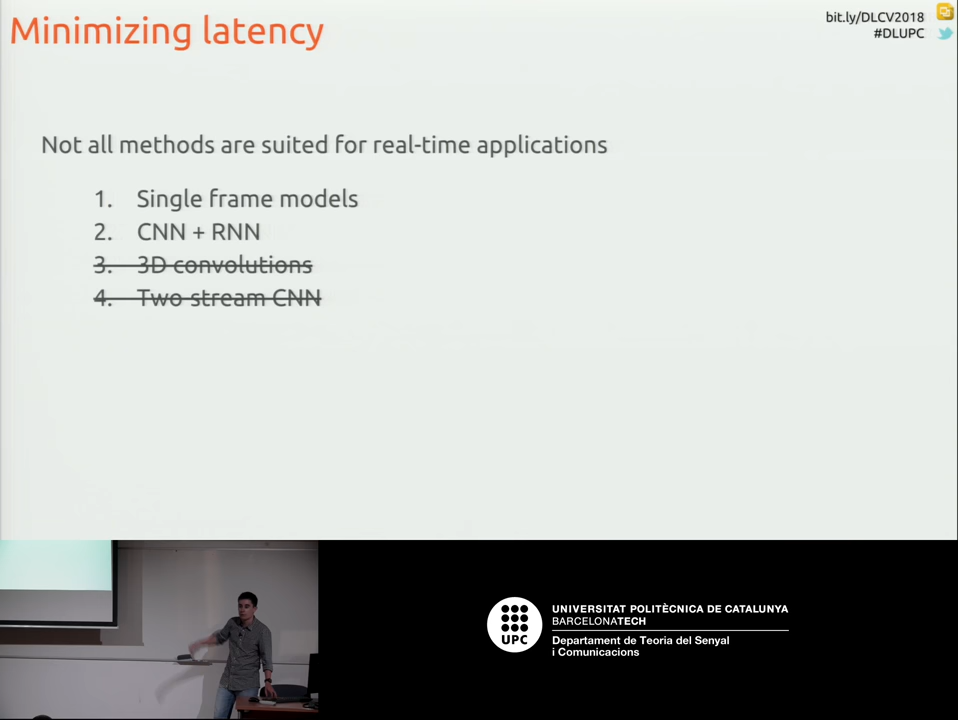 Minimizing latency
bit.ly/DLCV2018
#DLUPC
Not all methods are suited for real-time applications
1. Single frame models
2. CNN + RNN
3. 3D convolutions
4. Two stream CNN
UPC
UNIVERSITAT POLITÈCNICA DE CATALUNYA
BARCELONATECH
Departament de Teoria del Senyal
i Comunicacions